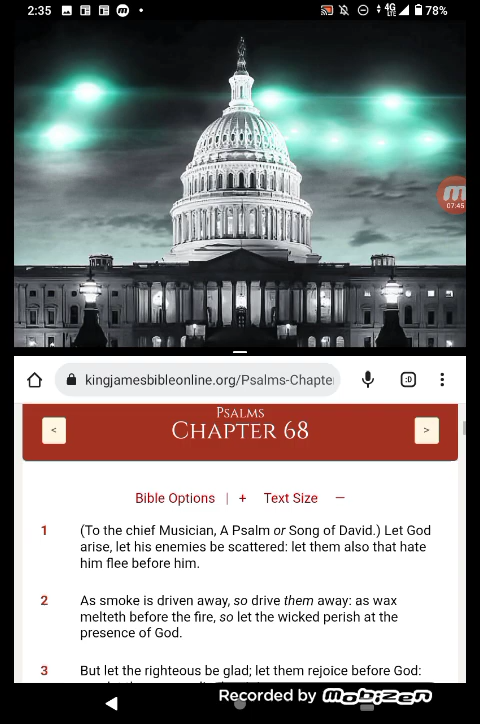 2:35
4G
LTE
78%
07:45
kingjamesbibleonline.org/Psalms-Chapte
:D
Psalms
Chapter 68
<
>
Bible Options | + Text Size —
1 (To the chief Musician, A Psalm or Song of David.) Let God
arise, let his enemies be scattered: let them also that hate
him flee before him.
2 As smoke is driven away, so drive them away: as wax
melteth before the fire, so let the wicked perish at the
presence of God.
3 But let the righteous be glad; let them rejoice before God:
Recorded by Mobizen